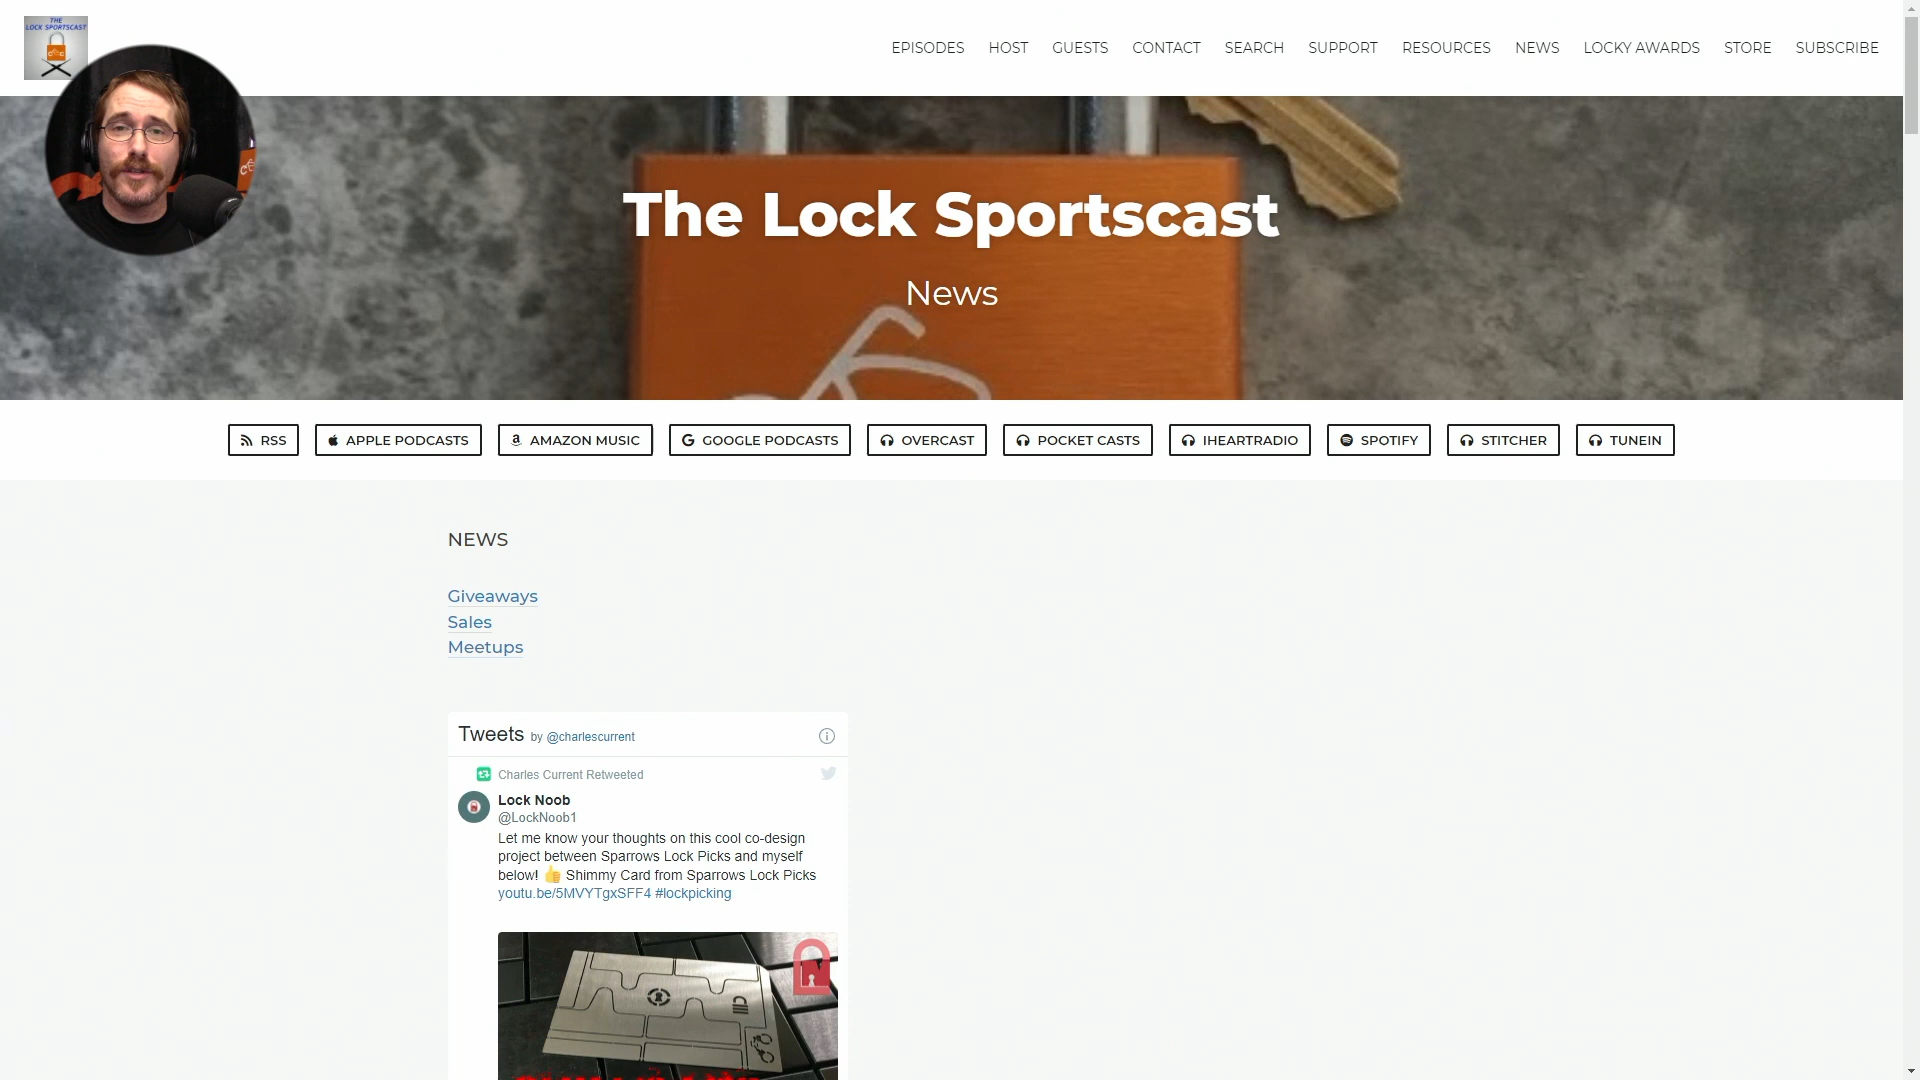 THE
LOCK SPORTSCAST
EPISODES HOST GUESTS CONTACT SEARCH SUPPORT RESOURCES NEWS LOCKY AWARDS STORE SUBSCRIBE
The Lock Sportscast
News
RSS APPLE PODCASTS AMAZON MUSIC GOOGLE PODCASTS OVERCAST POCKET CASTS IHEARTRADIO SPOTIFY STITCHER TUNEIN
NEWS
Giveaways
Sales
Meetups
Tweets by @charlescurrent
Charles Current Retweeted
Lock Noob
@LockNoob1
Let me know your thoughts on this cool co-design
project between Sparrows Lock Picks and myself
below! 👍 Shimmy Card from Sparrows Lock Picks
youtu.be/5MVYTgxSFF4 #lockpicking